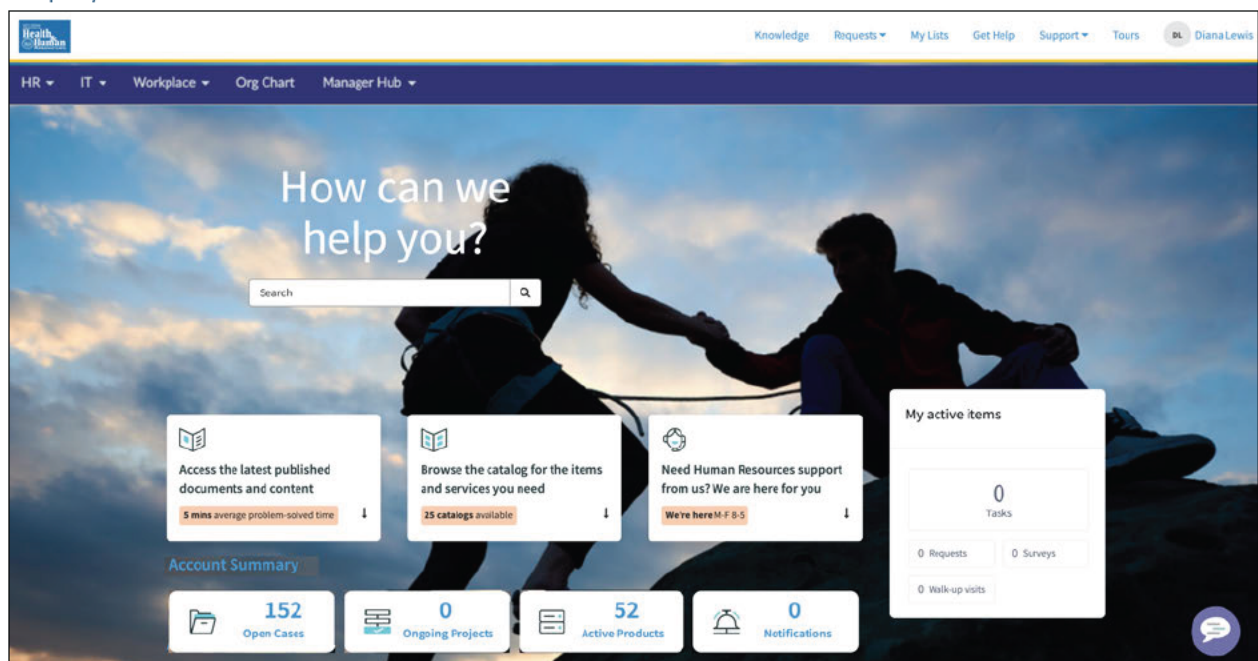 Health
Human
Knowledge Requests My Lists Get Help Support Tours DL Diana Lewis
HR IT Workplace Org Chart Manager Hub
How can we
help you?
Search
My active items
0
Tasks
0 Requests 0 Surveys
0 Walk-up visits
Access the latest published
documents and content
5 mins average problem-solved time
Browse the catalog for the items
and services you need
25 catalogs available
Need Human Resources support
from us? We are here for you
We're here M-F 8-5
Account Summary
152
Open Cases
0
Ongoing Projects
52
Active Products
0
Notifications